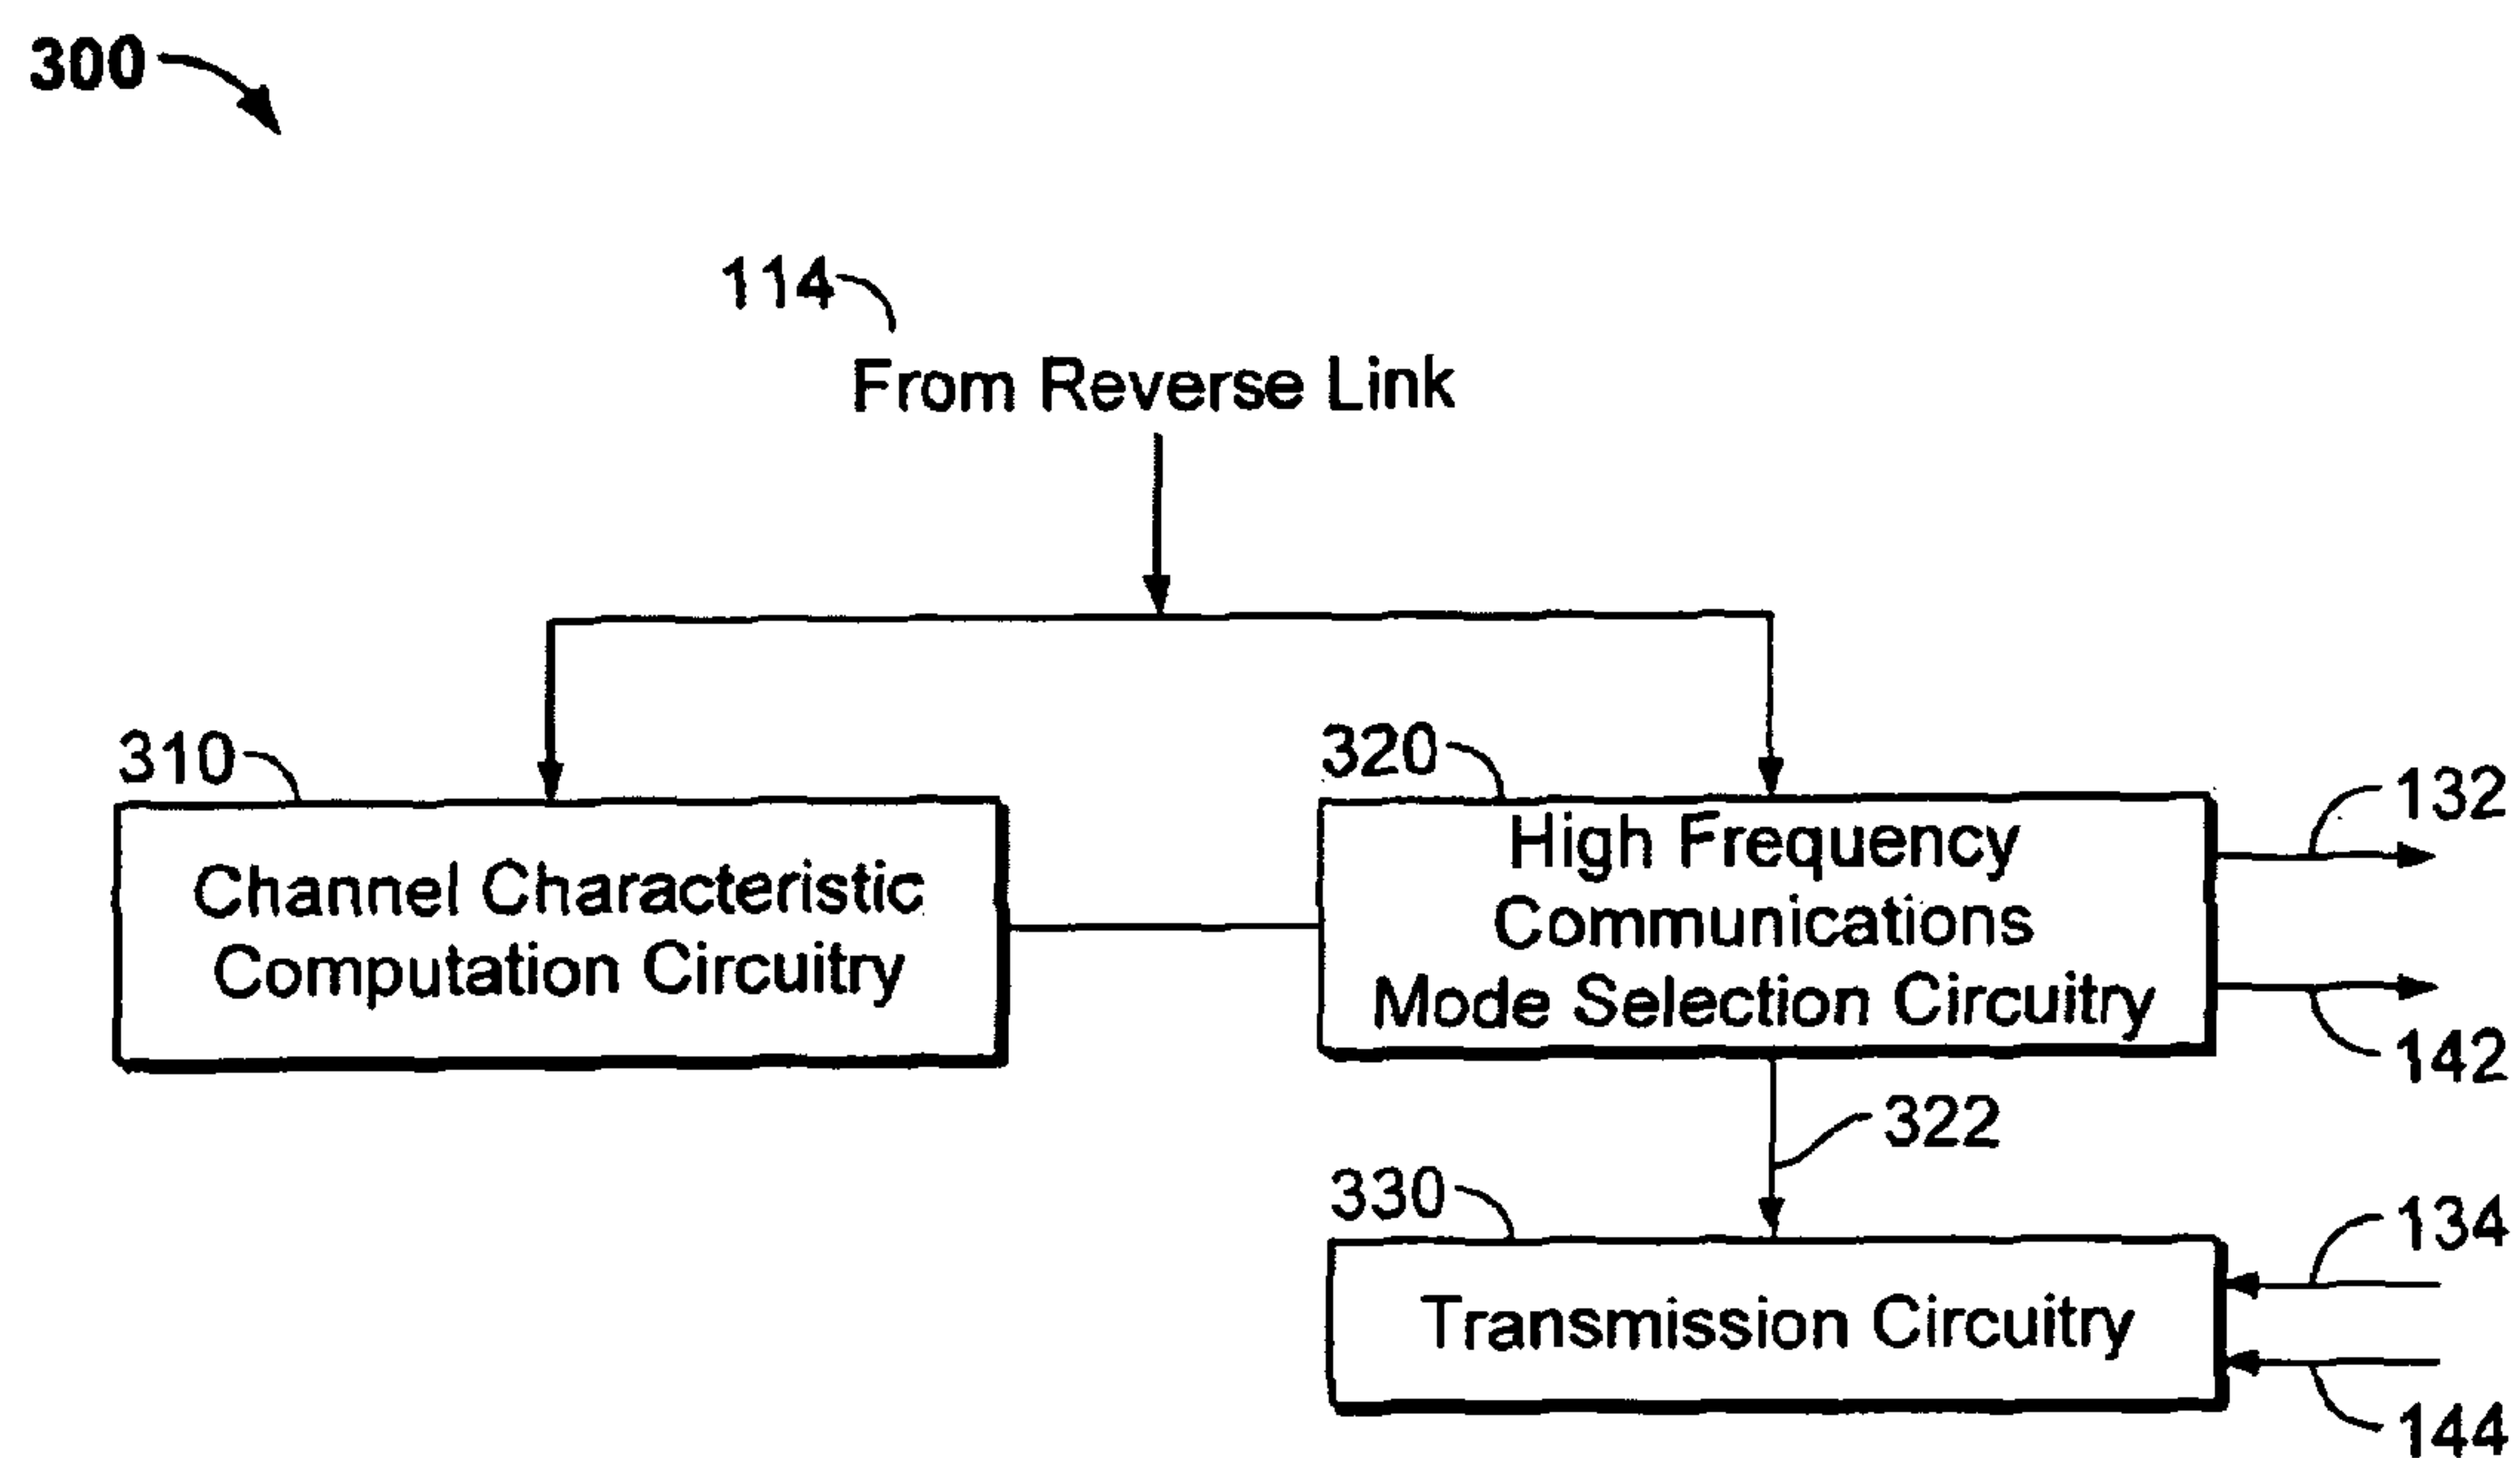 300
114
From Reverse Link
310
Channel Characteristic
Computation Circuitry
320
High Frequency
Communications
Mode Selection Circuitry
132
142
322
330
Transmission Circuitry
134
144